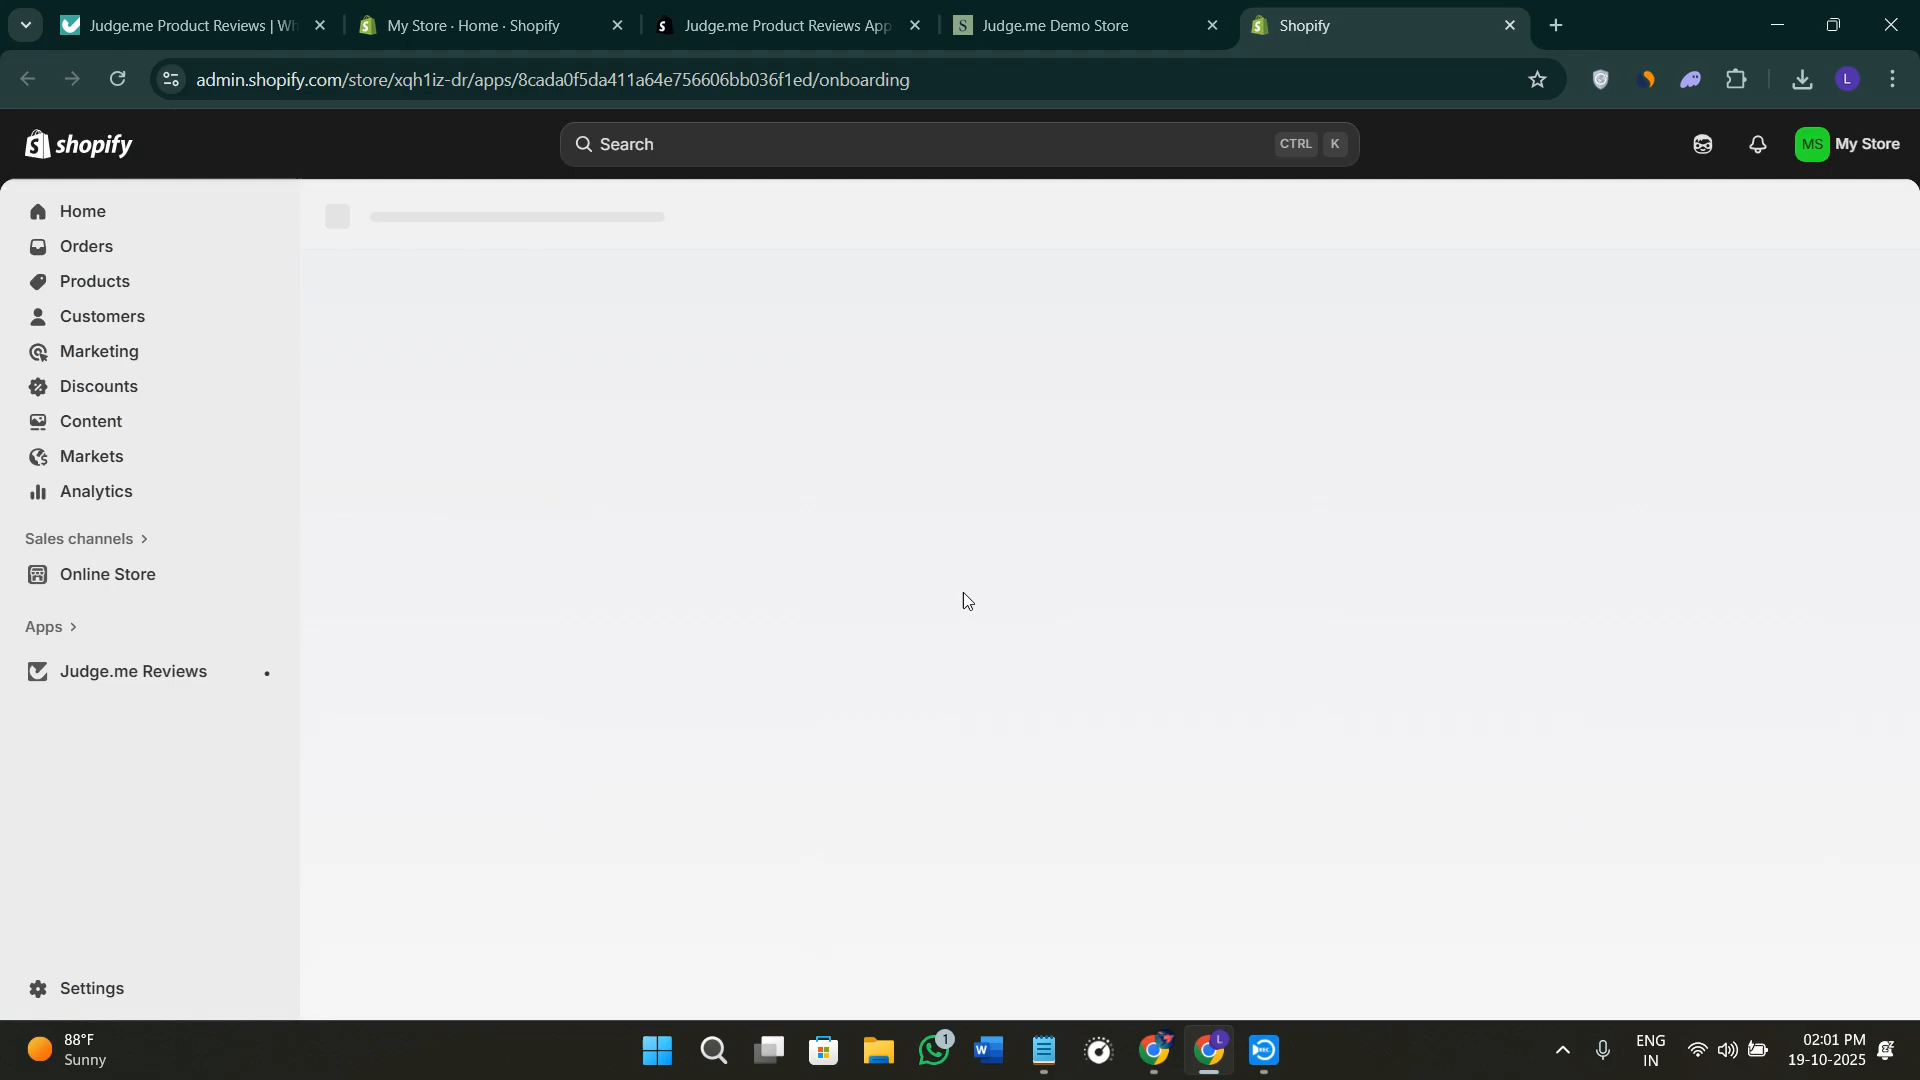 Judge.me Product Reviews | Wh
My Store · Home · Shopify
Judge.me Product Reviews App
Judge.me Demo Store
Shopify
admin.shopify.com/store/xqh1iz-dr/apps/8cada0f5da411a64e756606bb036f1ed/onboarding
L
shopify
Search
CTRL K
MS My Store
Home
Orders
Products
Customers
Marketing
Discounts
Content
Markets
Analytics
Sales channels
Online Store
Apps
Judge.me Reviews
Settings
88°F
Sunny
1
W
L
REC
ENG
IN
02:01 PM
19-10-2025